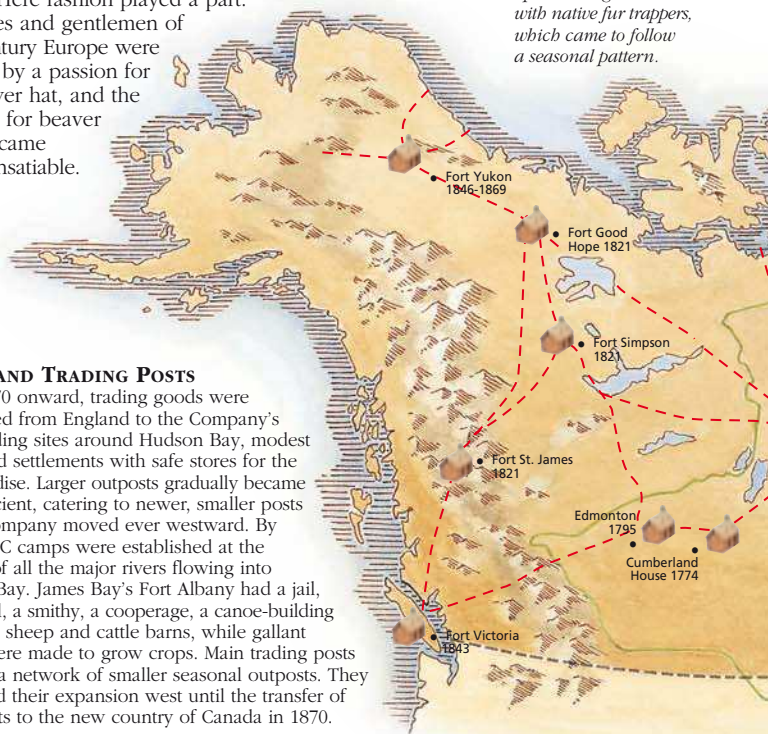 Here fashion played a part.
es and gentlemen of
ntury Europe were
by a passion for
ver hat, and the
for beaver
came
nsatiable.
with native fur trappers,
which came to follow
a seasonal pattern.
Fort Yukon
1846-1869
Fort Good
Hope 1821
Fort Simpson
1821
Fort St. James
1821
Edmonton
1795
Cumberland
House 1774
Fort Victoria
1843
AND TRADING POSTS
70 onward, trading goods were
ed from England to the Company's
ding sites around Hudson Bay, modest
d settlements with safe stores for the
dise. Larger outposts gradually became
cient, catering to newer, smaller posts
ompany moved ever westward. By
C camps were established at the
of all the major rivers flowing into
Bay. James Bay's Fort Albany had a jail,
l, a smithy, a cooperage, a canoe-building
sheep and cattle barns, while gallant
ere made to grow crops. Main trading posts
a network of smaller seasonal outposts. They
d their expansion west until the transfer of
ts to the new country of Canada in 1870.